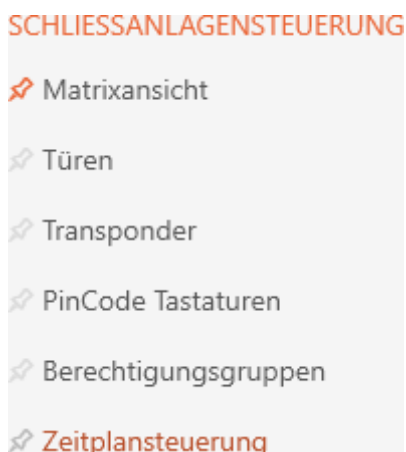 SCHLIESSANLAGENSTEUERUNG
Matrixansicht
Türen
Transponder
PinCode Tastaturen
Berechtigungsgruppen
Zeitplansteuerung